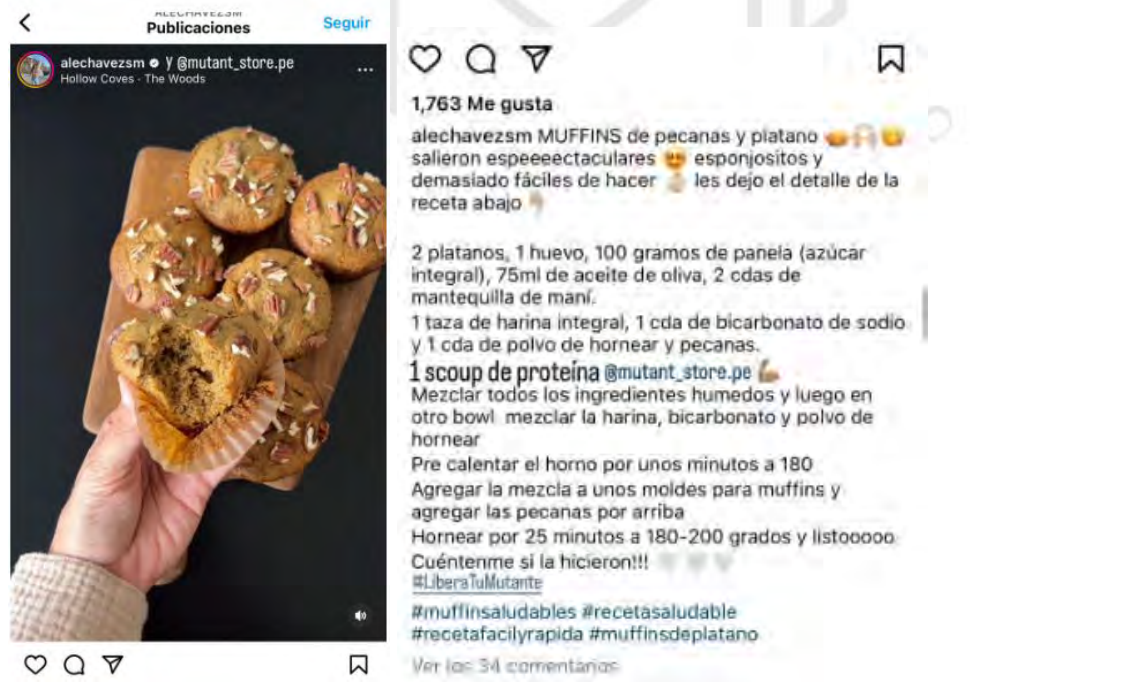 ALECHAVEZSM
Publicaciones
Seguir
alechavezsm y @mutant_store.pe
Hollow Coves - The Woods
1,763 Me gusta
alechavezsm MUFFINS de pecanas y platano
salieron espeeeectaculares esponjositos y
demasiado fáciles de hacer les dejo el detalle de la
receta abajo
2 platanos, 1 huevo, 100 gramos de panela (azúcar
integral), 75ml de aceite de oliva, 2 cdas de
mantequilla de maní.
1 taza de harina integral, 1 cda de bicarbonato de sodio
y 1 cda de polvo de hornear y pecanas.
1 scoup de proteína @mutant_store.pe
Mezclar todos los ingredientes humedos y luego en
otro bowl mezclar la harina, bicarbonato y polvo de
hornear
Pre calentar el horno por unos minutos a 180
Agregar la mezcla a unos moldes para muffins y
agregar las pecanas por arriba
Hornear por 25 minutos a 180-200 grados y listooooo
Cuéntenme si la hicieron!!!
#LiberaTuMutante
#muffinsaludables #recetasaludable
#recetafacilyrapida #muffinsdeplatano
Ver los 34 comentarios